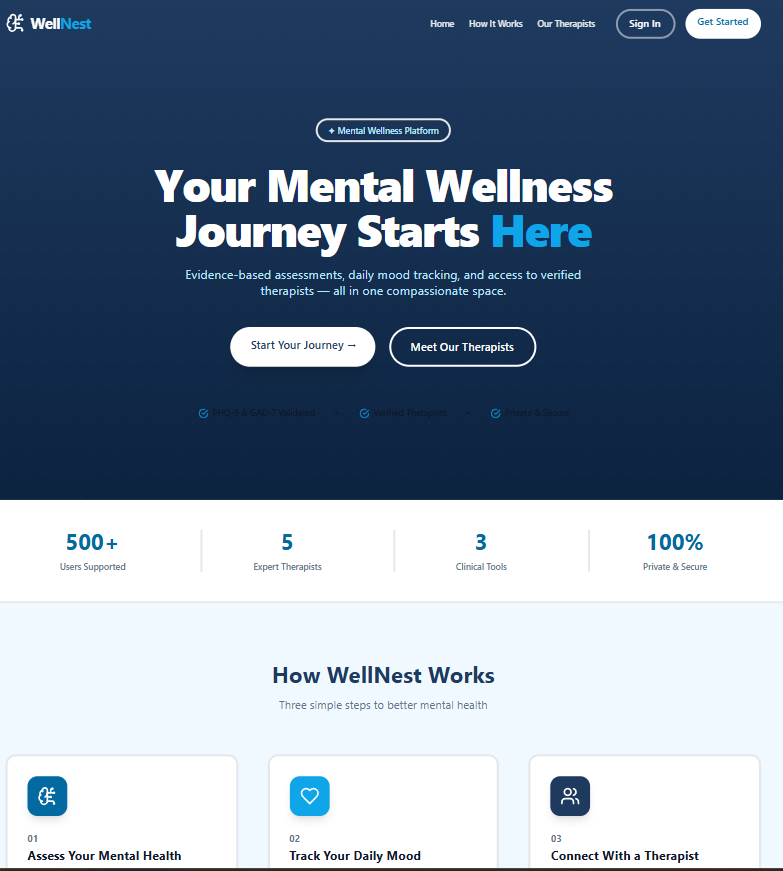 WellNest
Home How It Works Our Therapists Sign In Get Started
+ Mental Wellness Platform
Your Mental Wellness
Journey Starts Here
Evidence-based assessments, daily mood tracking, and access to verified
therapists — all in one compassionate space.
Start Your Journey → Meet Our Therapists
PHQ-9 & GAD-7 Validated • Verified Therapists • Private & Secure
500+ 5 3 100%
Users Supported Expert Therapists Clinical Tools Private & Secure
How WellNest Works
Three simple steps to better mental health
01 02 03
Assess Your Mental Health Track Your Daily Mood Connect With a Therapist